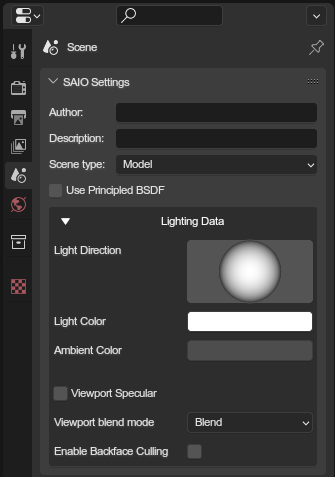 Scene
SAIO Settings
Author:
Description:
Scene type: Model
Use Principled BSDF
Lighting Data
Light Direction
Light Color
Ambient Color
Viewport Specular
Viewport blend mode Blend
Enable Backface Culling